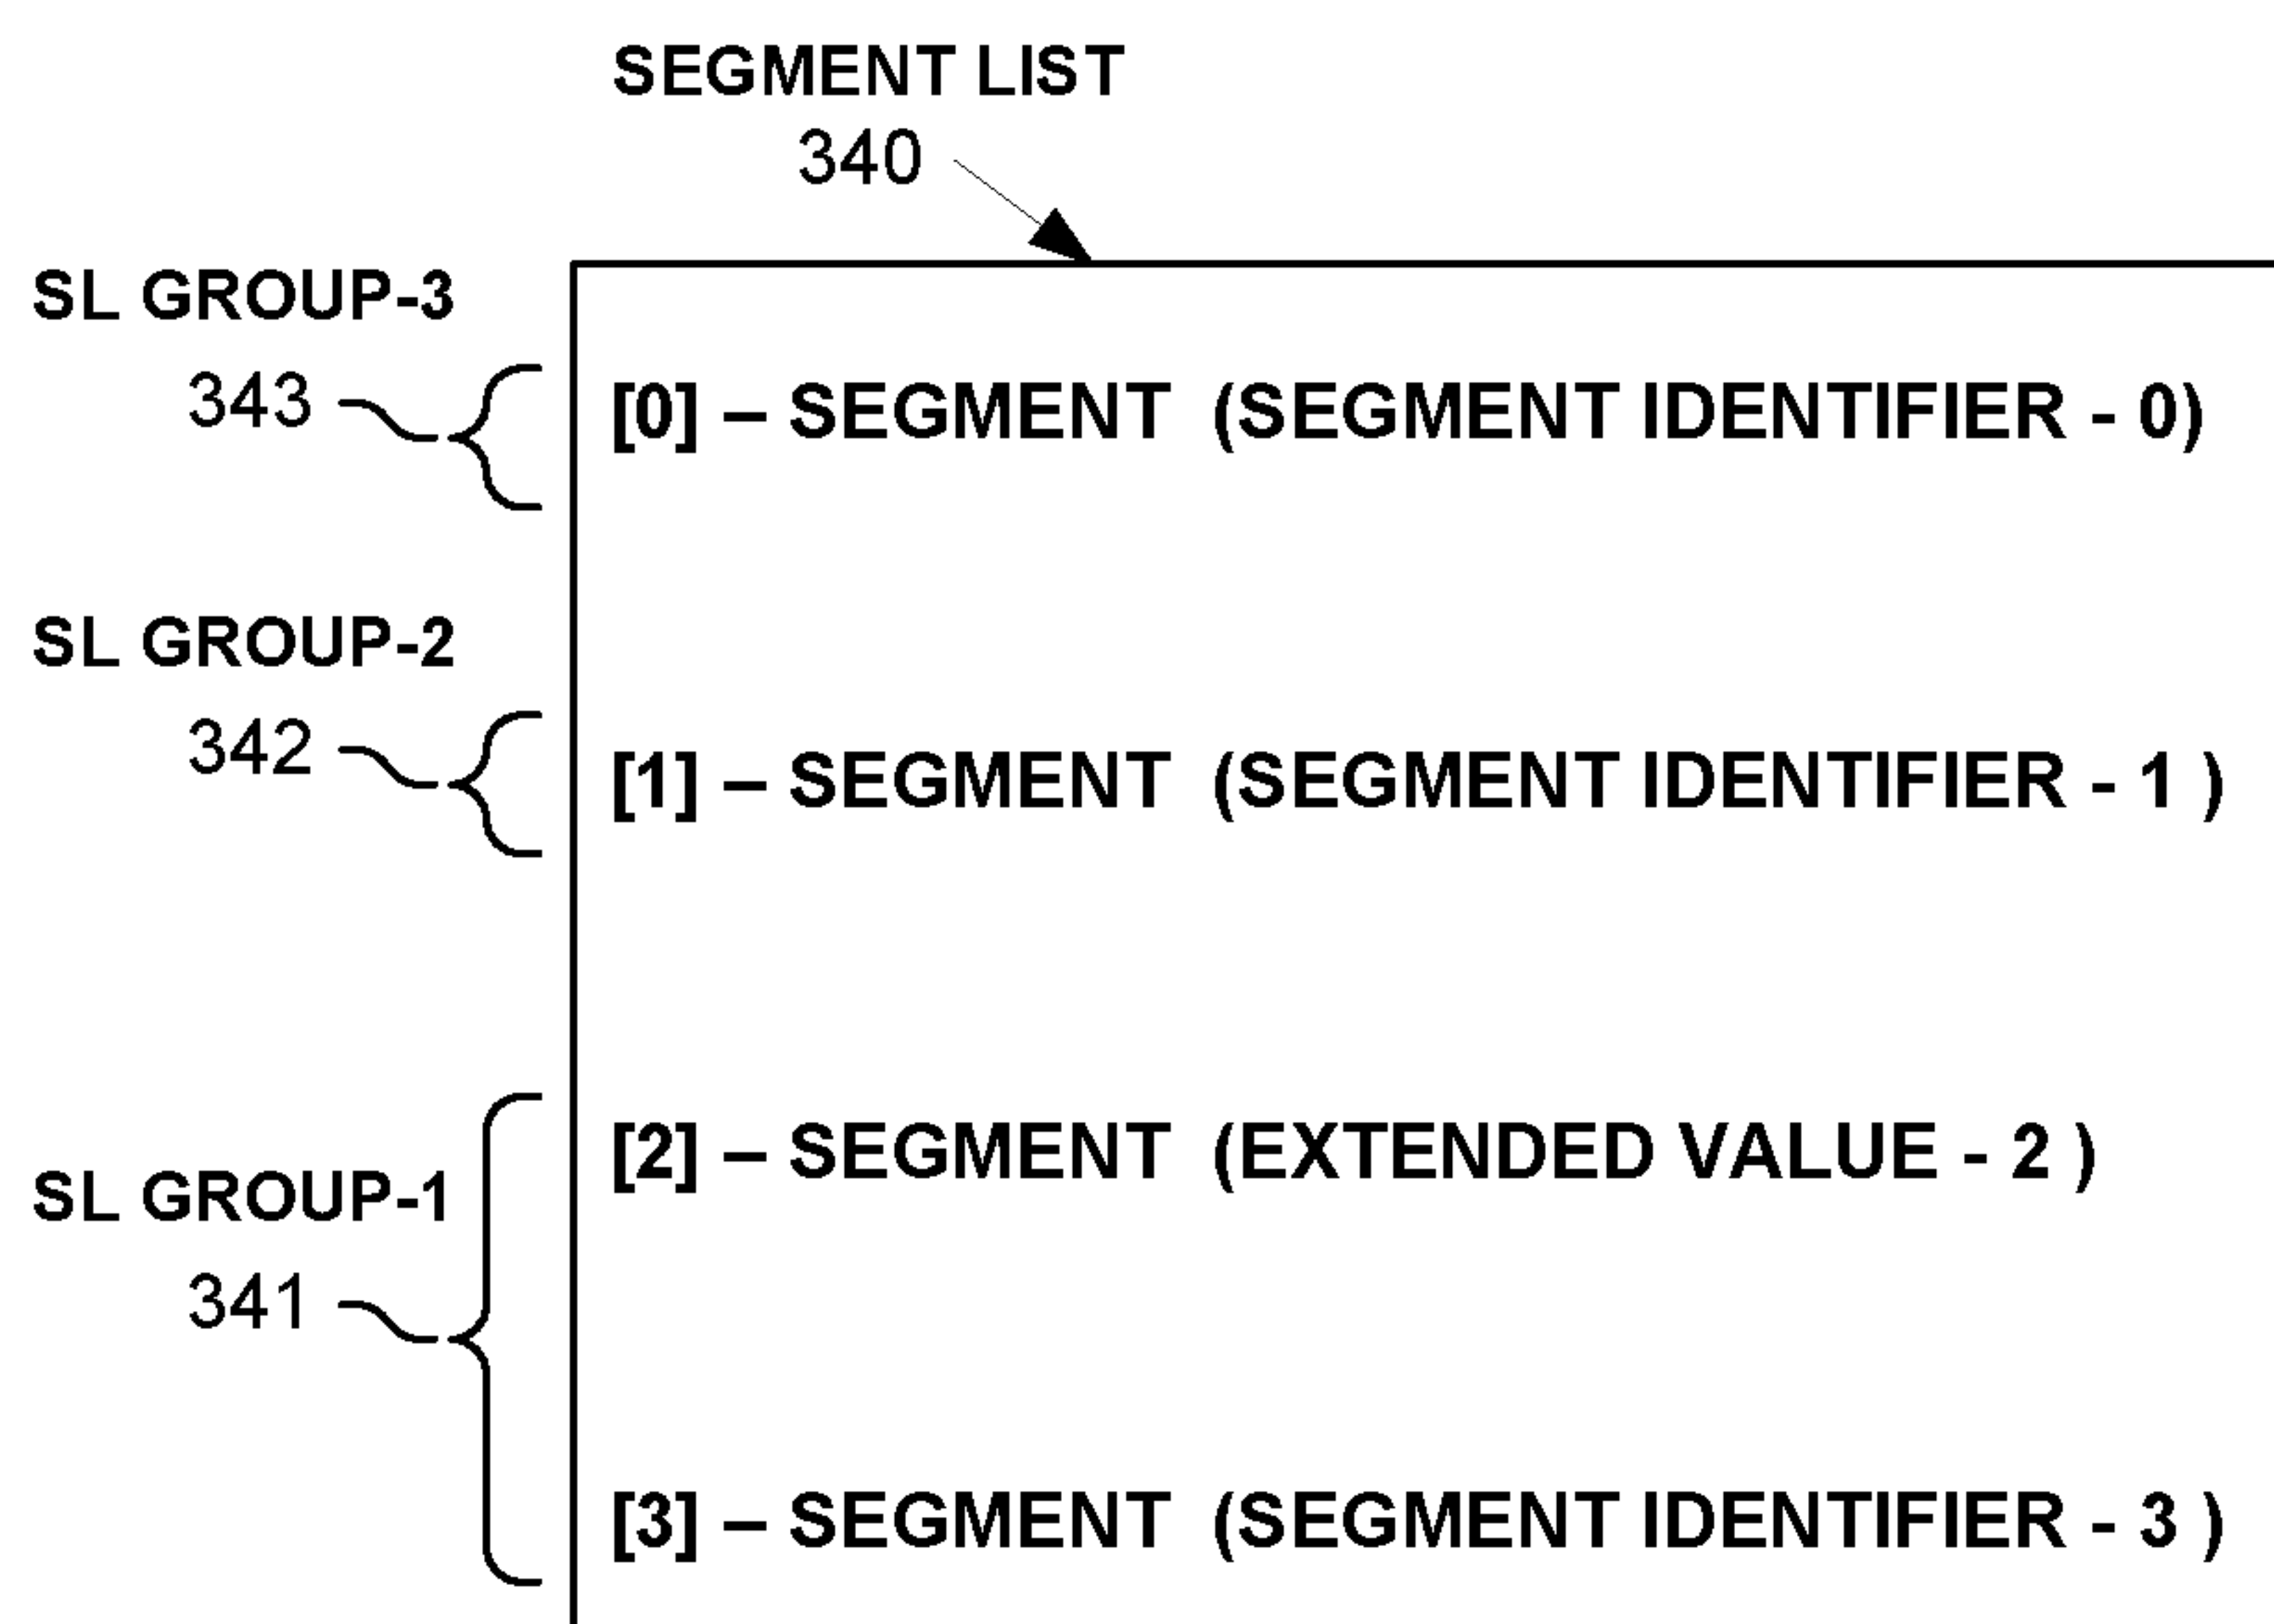 SEGMENT LIST
340
SL GROUP-3
343
[0] – SEGMENT (SEGMENT IDENTIFIER - 0)
SL GROUP-2
342
[1] – SEGMENT (SEGMENT IDENTIFIER - 1 )
[2] – SEGMENT (EXTENDED VALUE - 2 )
SL GROUP-1
341
[3] – SEGMENT (SEGMENT IDENTIFIER - 3 )